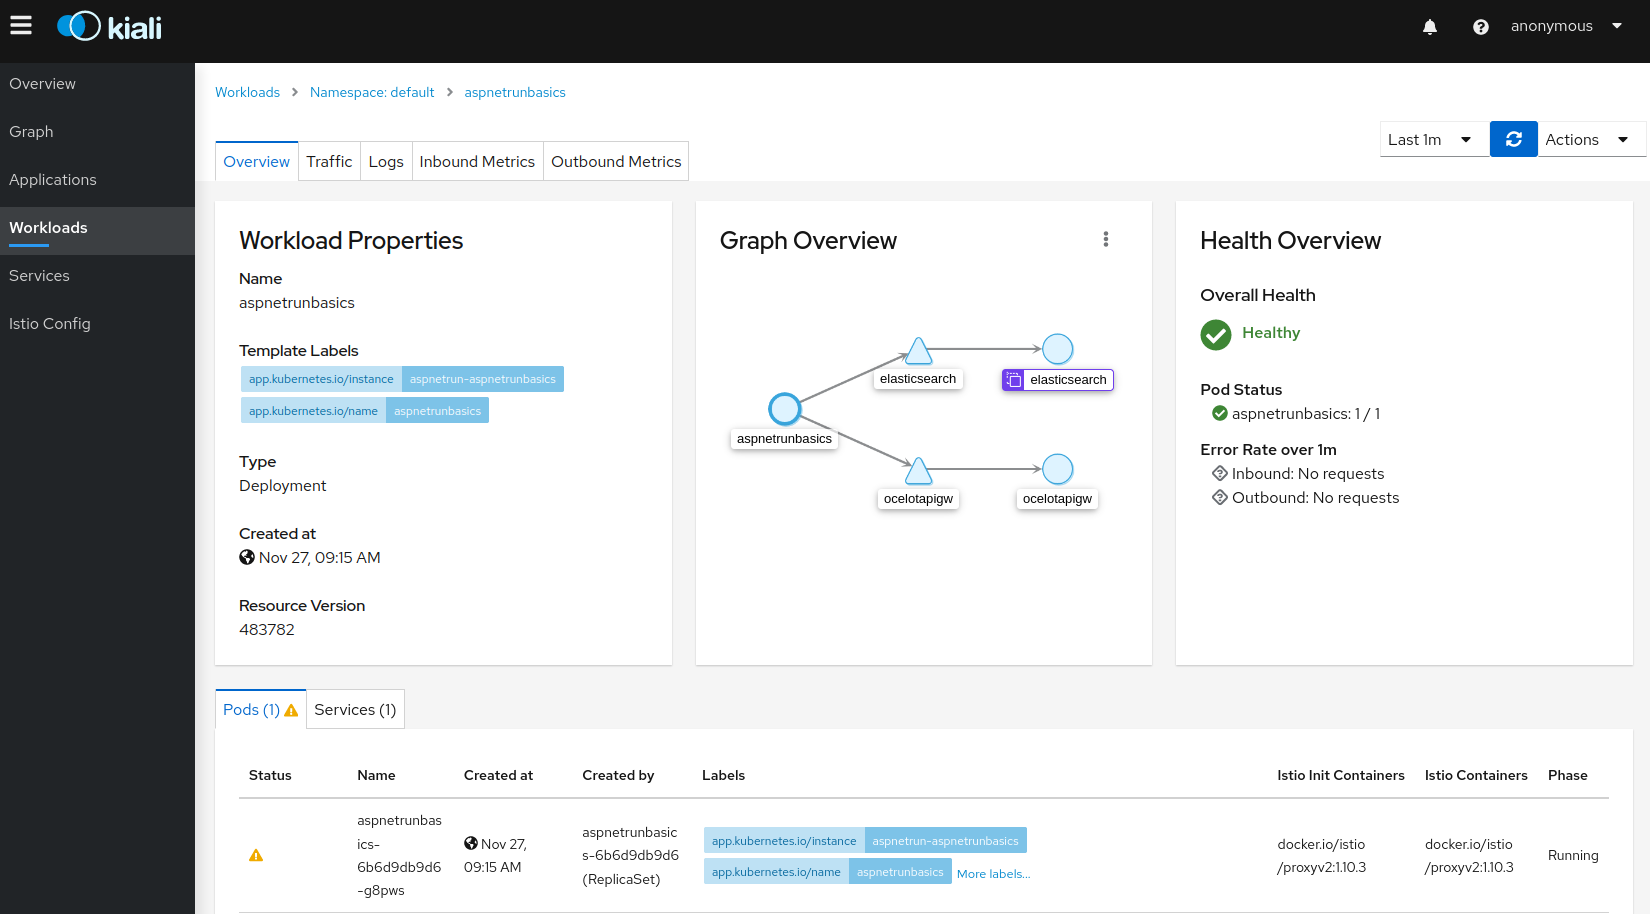 kiali
anonymous
Overview
Graph
Applications
Workloads
Services
Istio Config
Workloads > Namespace: default > aspnetrunbasics
Last 1m
Actions
Overview Traffic Logs Inbound Metrics Outbound Metrics
Workload Properties
Name
aspnetrunbasics
Template Labels
app.kubernetes.io/instance aspnetrun-aspnetrunbasics
app.kubernetes.io/name aspnetrunbasics
Type
Deployment
Created at
Nov 27, 09:15 AM
Resource Version
483782
Graph Overview
elasticsearch
elasticsearch
aspnetrunbasics
ocelotapigw
ocelotapigw
Health Overview
Overall Health
Healthy
Pod Status
aspnetrunbasics: 1 / 1
Error Rate over 1m
Inbound: No requests
Outbound: No requests
Pods (1) Services (1)
Status Name Created at Created by Labels Istio Init Containers Istio Containers Phase
aspnetrunbas
ics-
6b6d9db9d6
-g8pws
Nov 27,
09:15 AM
aspnetrunbasic
s-6b6d9db9d6
(ReplicaSet)
app.kubernetes.io/instance aspnetrun-aspnetrunbasics
app.kubernetes.io/name aspnetrunbasics More labels...
docker.io/istio
/proxyv2:1.10.3
docker.io/istio
/proxyv2:1.10.3
Running